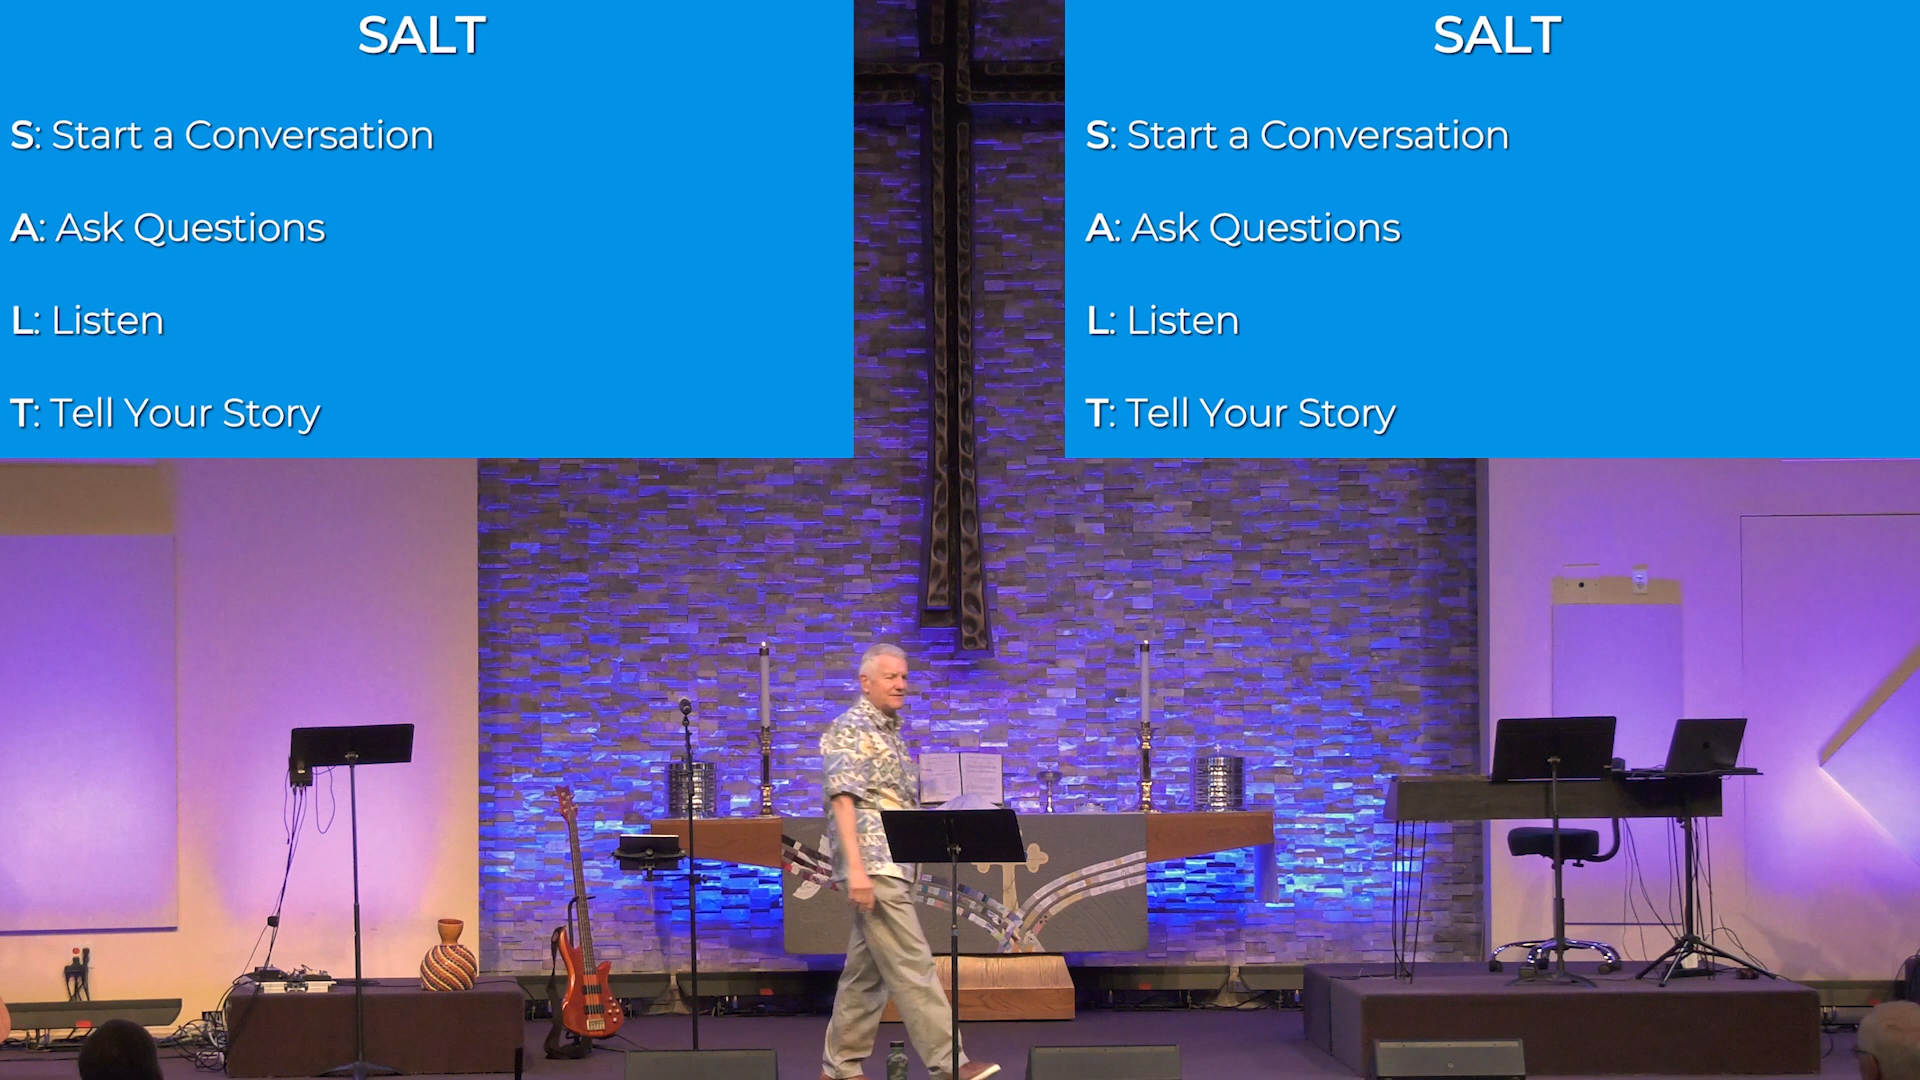 SALT
S: Start a Conversation
A: Ask Questions
L: Listen
T: Tell Your Story
SALT
S: Start a Conversation
A: Ask Questions
L: Listen
T: Tell Your Story